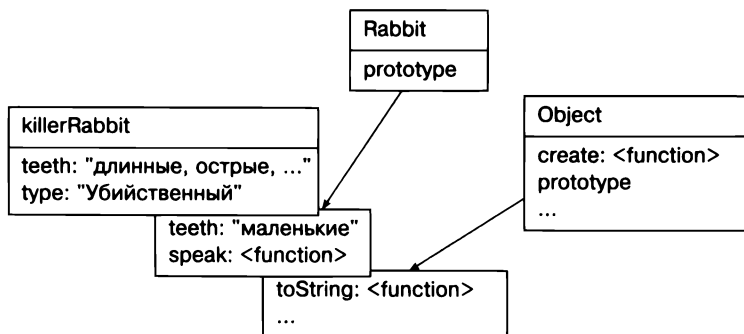 Rabbit
prototype
killerRabbit
teeth: "длинные, острые, ..."
type: "Убийственный"
Object
create: <function>
prototype
...
teeth: "маленькие"
speak: <function>
toString: <function>
...